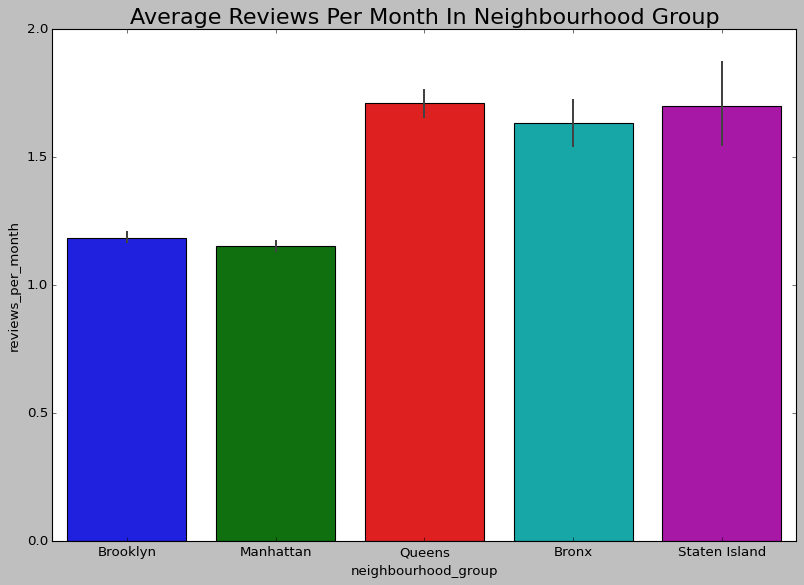 Average Reviews Per Month In Neighbourhood Group
2.0
1.5
1.0
0.5
0.0
reviews_per_month
Brooklyn Manhattan Queens Bronx Staten Island
neighbourhood_group